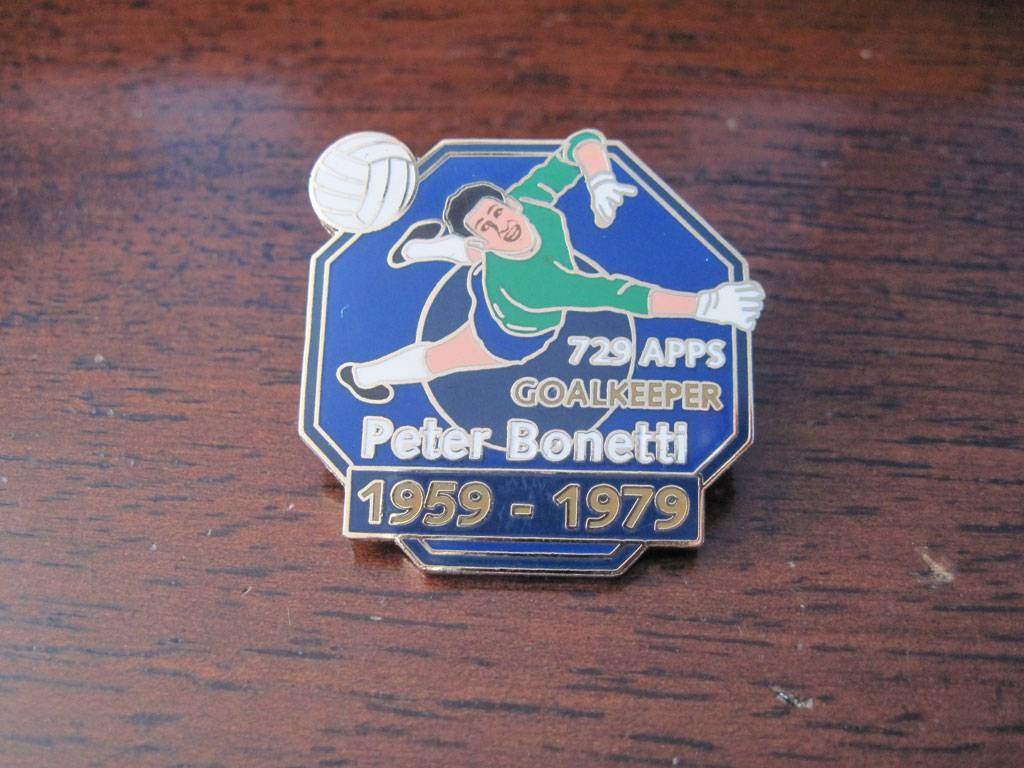 729 APPS
GOALKEEPER
Peter Bonetti
1959 - 1979